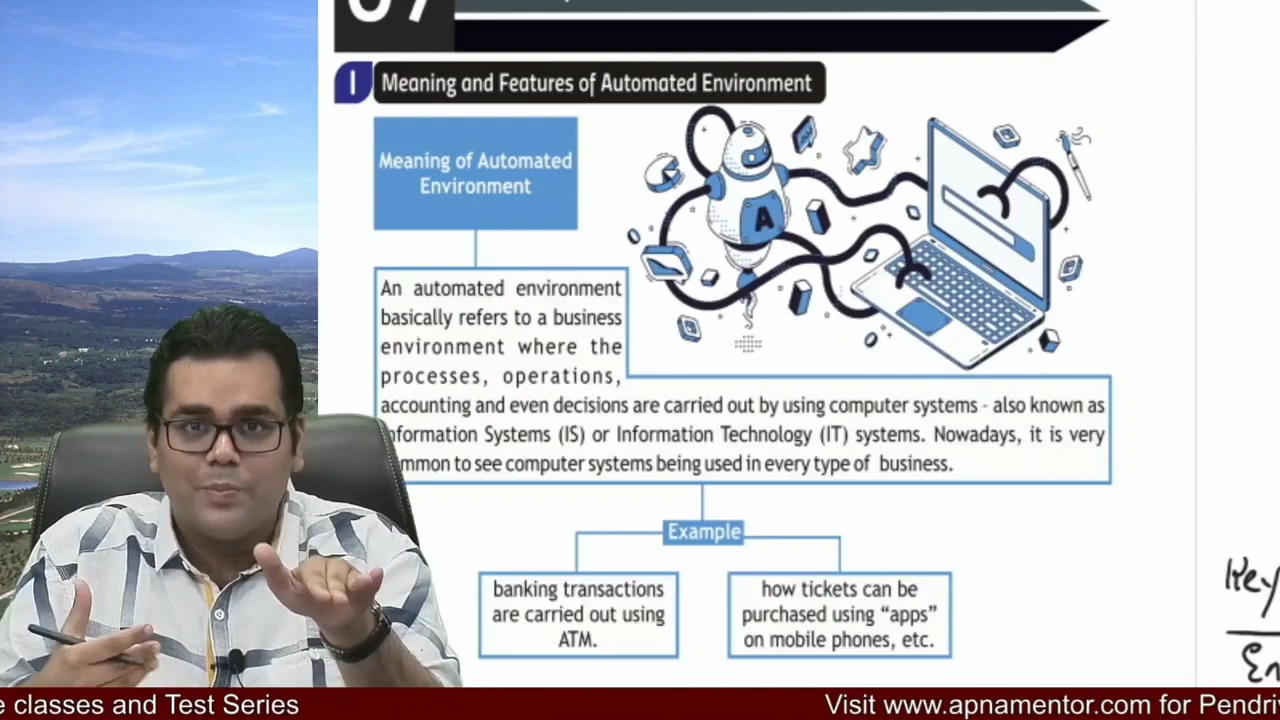 07
I Meaning and Features of Automated Environment
Meaning of Automated
Environment
A
An automated environment
basically refers to a business
environment where the
processes, operations,
accounting and even decisions are carried out by using computer systems - also known as
Information Systems (IS) or Information Technology (IT) systems. Nowadays, it is very
mmon to see computer systems being used in every type of business.
Example
banking transactions
are carried out using
ATM.
how tickets can be
purchased using "apps"
on mobile phones, etc.
Key
En
e classes and Test Series
Visit www.apnamentor.com for Pendri